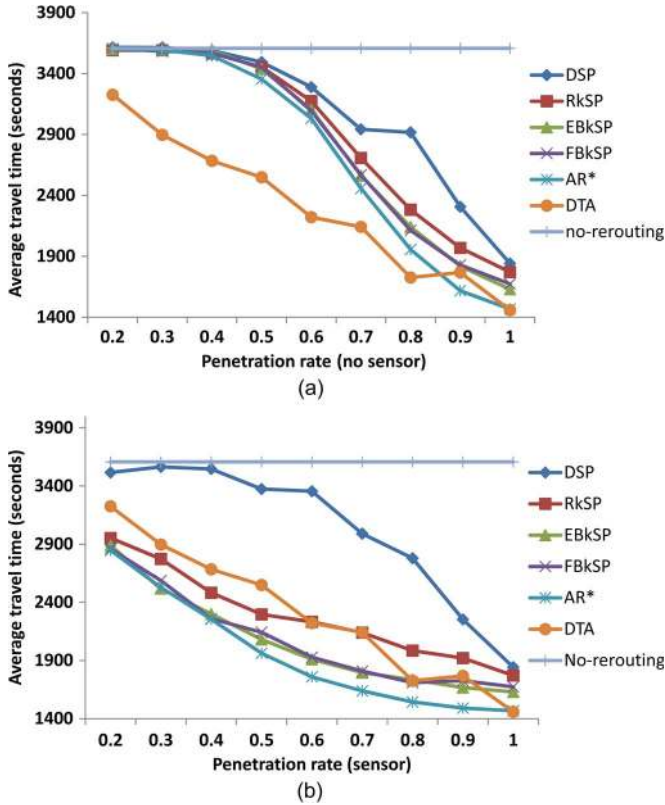 3900
3400
2900
2400
1900
1400
Average travel time (seconds)
0.2 0.3 0.4 0.5 0.6 0.7 0.8 0.9 1
Penetration rate (no sensor)
DSP
RkSP
EBkSP
FBkSP
AR*
DTA
no-rerouting
(a)
3900
3400
2900
2400
1900
1400
Average travel time (seconds)
0.2 0.3 0.4 0.5 0.6 0.7 0.8 0.9 1
Penetration rate (sensor)
DSP
RkSP
EBkSP
FBkSP
AR*
DTA
No-rerouting
(b)